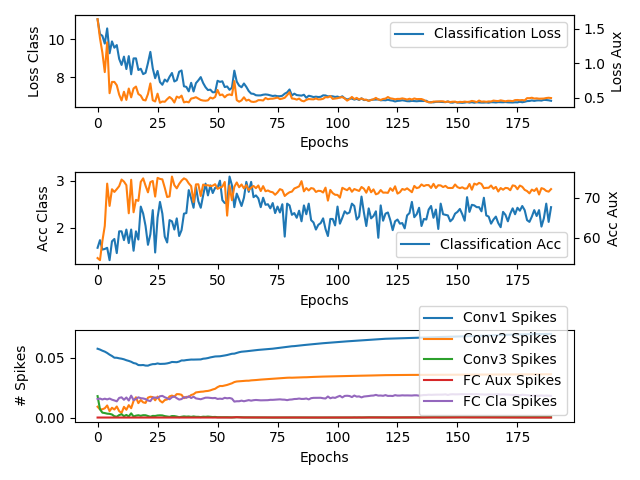 Loss Class
10
8
Classification Loss
1.5
1.0
0.5
Loss Aux
0 25 50 75 100 125 150 175
Epochs
Acc Class
3
2
Classification Acc
70
60
Acc Aux
0 25 50 75 100 125 150 175
Epochs
# Spikes
0.05
0.00
Conv1 Spikes
Conv2 Spikes
Conv3 Spikes
FC Aux Spikes
FC Cla Spikes
0 25 50 75 100 125 150 175
Epochs